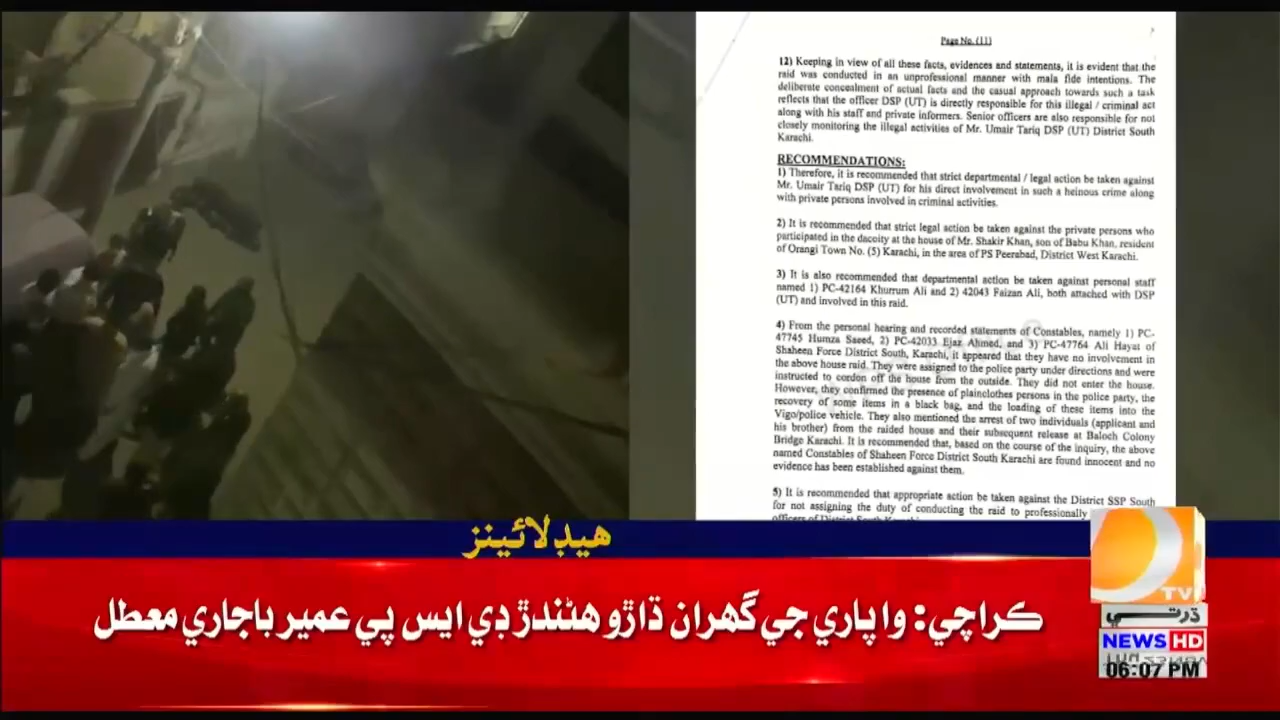 Page No. (11)
12) Keeping in view of all these facts, evidences and statements, it is evident that the
raid was conducted in an unprofessional manner with mala fide intentions. The
deliberate concealment of actual facts and the casual approach towards such a task
reflects that the officer DSP (UT) is directly responsible for this illegal / criminal act
along with his staff and private informers. Senior officers are also responsible for not
closely monitoring the illegal activities of Mr. Umair Tariq DSP (UT) District South
Karachi.
RECOMMENDATIONS:
1) Therefore, it is recommended that strict departmental / legal action be taken against
Mr. Umair Tariq DSP (UT) for his direct involvement in such a heinous crime along
with private persons involved in criminal activities.
2) It is recommended that strict legal action be taken against the private persons who
participated in the dacoity at the house of Mr. Shakir Khan, son of Babu Khan, resident
of Orangi Town No. (5) Karachi, in the area of PS Peerabad, District West Karachi.
3) It is also recommended that departmental action be taken against personal staff
named 1) PC-42164 Khurrum Ali and 2) 42043 Faizan Ali, both attached with DSP
(UT) and involved in this raid.
4) From the personal hearing and recorded statements of Constables, namely 1) PC-
47745 Humza Saeed, 2) PC-42033 Ejaz Ahmed, and 3) PC-47764 Ali Hayat of
Shaheen Force District South, Karachi, it appeared that they have no involvement in
the above house raid. They were assigned to the police party under directions and were
instructed to cordon off the house from the outside. They did not enter the house.
However, they confirmed the presence of plainclothes persons in the police party, the
recovery of some items in a black bag, and the loading of these items into the
Vigo/police vehicle. They also mentioned the arrest of two individuals (applicant and
his brother) from the raided house and their subsequent release at Baloch Colony
Bridge Karachi. It is recommended that, based on the course of the inquiry, the above
named Constables of Shaheen Force District South Karachi are found innocent and no
evidence has been established against them.
5) It is recommended that appropriate action be taken against the District SSP South
for not assigning the duty of conducting the raid to professionally
officers of District South
هيڊلائينز
ڪراچي: واپاري جي گھران ڌاڙو هڻندڙ ڊي ايس پي عمير باجاري معطل
TV
ڌرتي
NEWS HD
06:07 PM